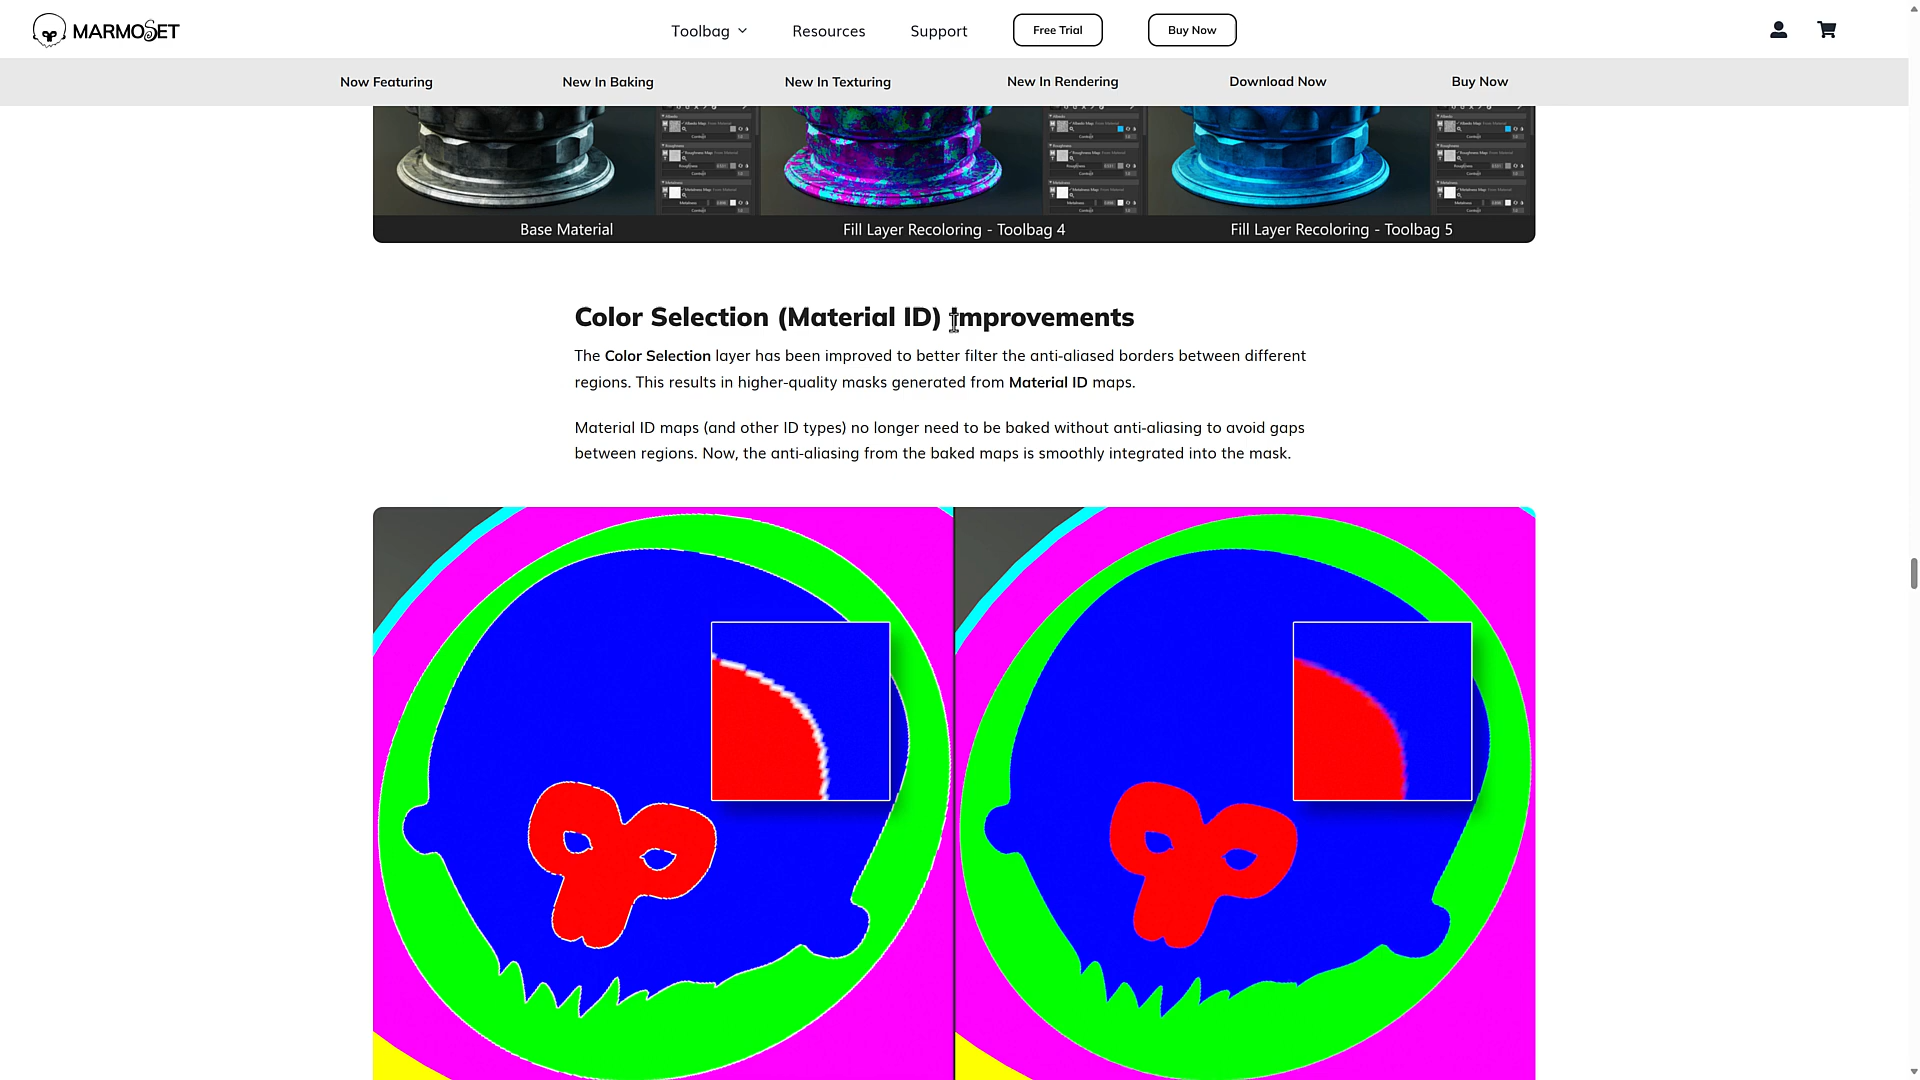 MARMOSET
Toolbag
Resources
Support
Free Trial
Buy Now
Now Featuring
New In Baking
New In Texturing
New In Rendering
Download Now
Buy Now
Base Material
Fill Layer Recoloring - Toolbag 4
Fill Layer Recoloring - Toolbag 5
Color Selection (Material ID) Improvements
The Color Selection layer has been improved to better filter the anti-aliased borders between different
regions. This results in higher-quality masks generated from Material ID maps.
Material ID maps (and other ID types) no longer need to be baked without anti-aliasing to avoid gaps
between regions. Now, the anti-aliasing from the baked maps is smoothly integrated into the mask.